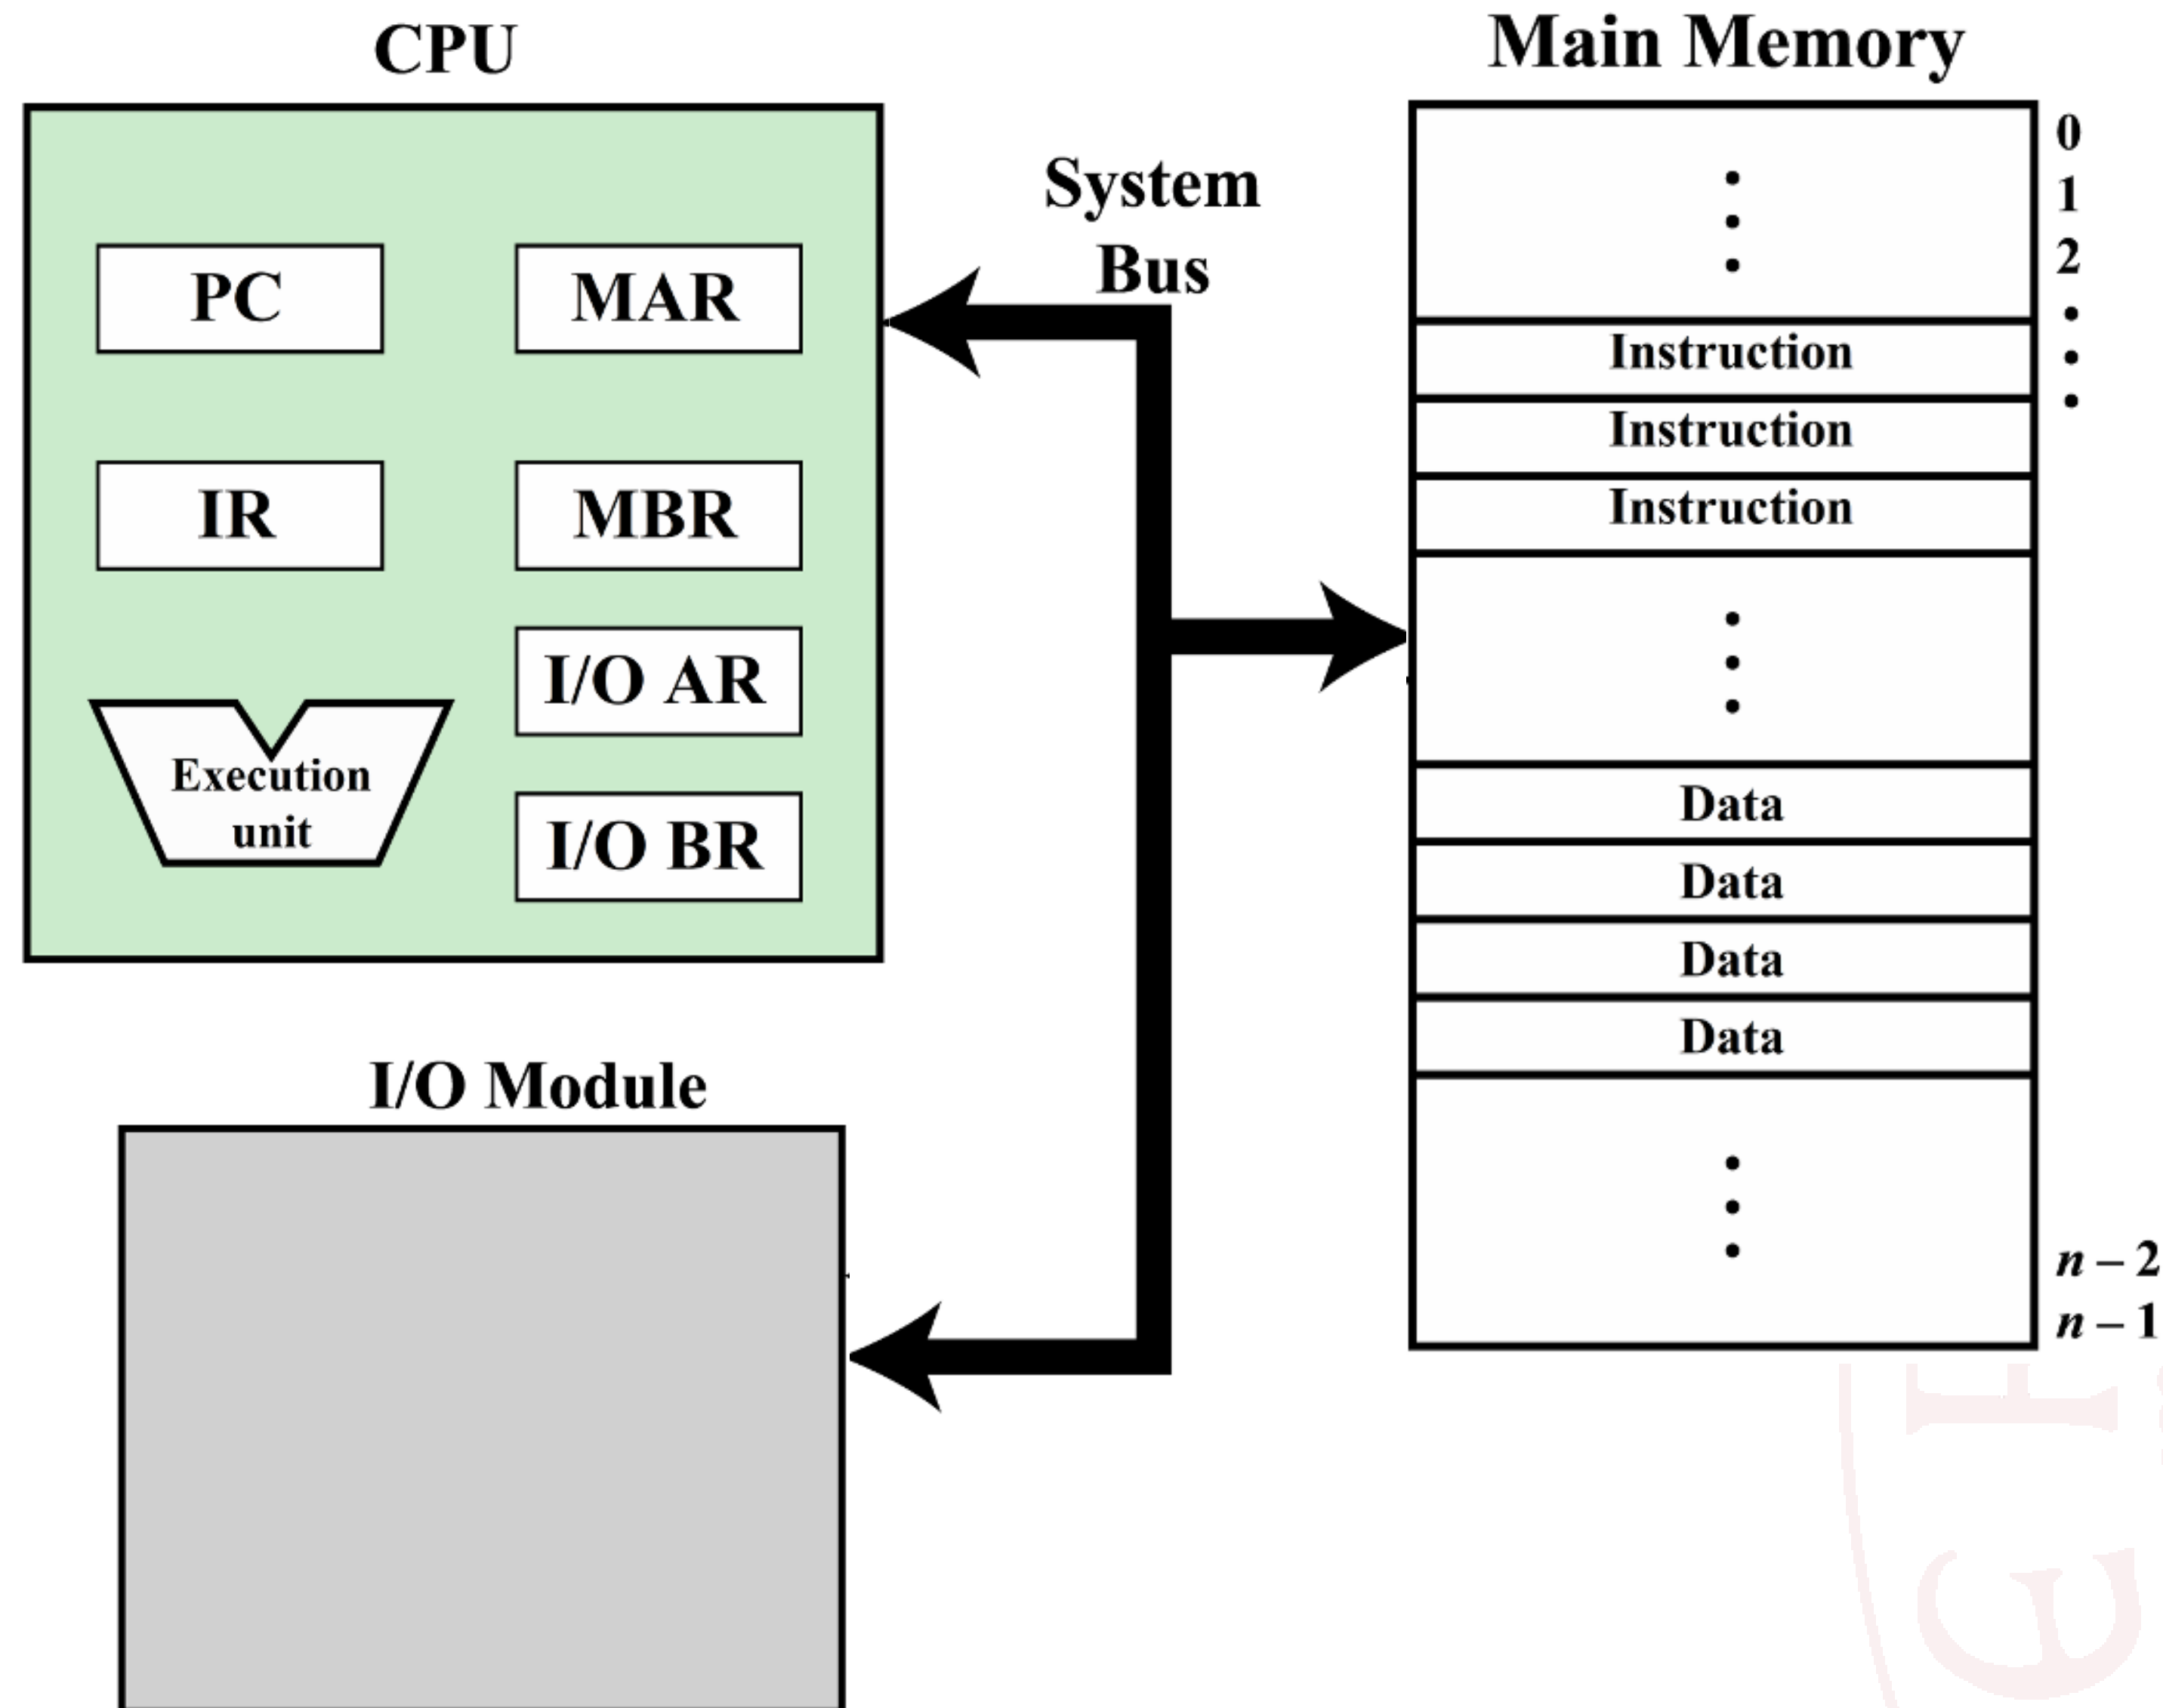 CPU
PC
MAR
IR
MBR
I/O AR
I/O BR
Execution
unit
System
Bus
Main Memory
0
1
2
Instruction
Instruction
Instruction
Data
Data
Data
Data
n – 2
n – 1
I/O Module